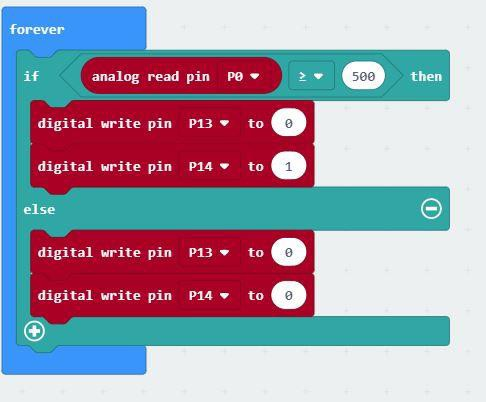 forever
if analog read pin P0 ≥ 500 then
digital write pin P13 to 0
digital write pin P14 to 1
else
digital write pin P13 to 0
digital write pin P14 to 0